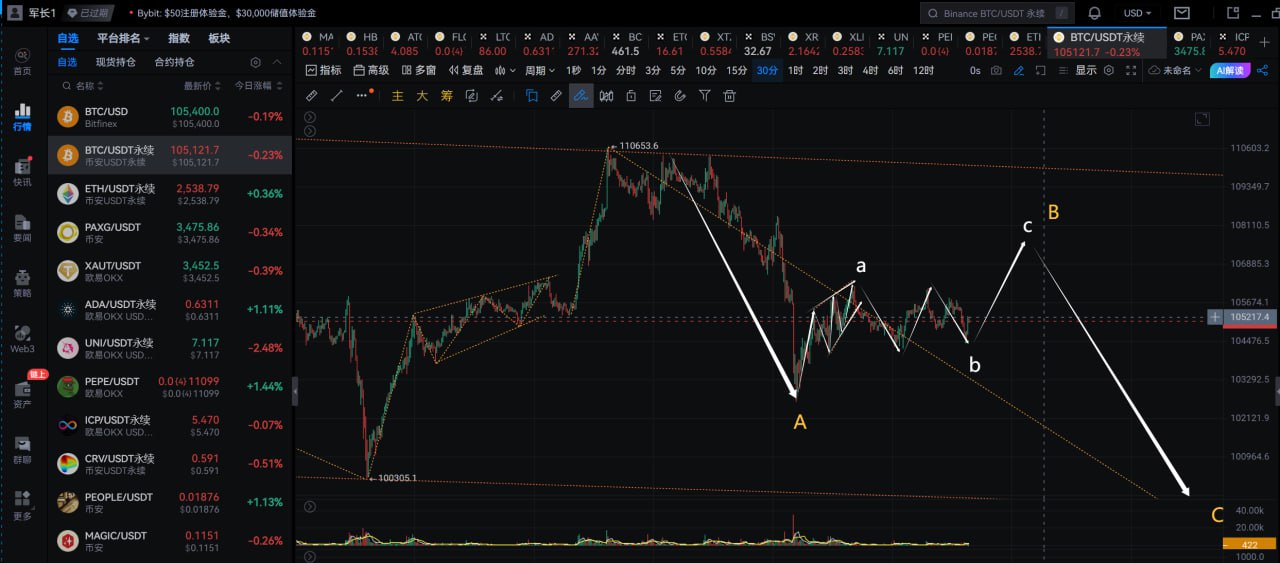 军长1 已过期 • Bybit: $50注册体验金，$30,000储值体验金 Binance BTC/USDT 永续 / USD
自选 平台排名 指数 板块
自选 现货持仓 合约持仓
名称 最新价 今日涨幅
BTC/USD 105,400.0 -0.19%
Bitfinex $105,400.0
BTC/USDT永续 105,121.7 -0.23%
币安USDT永续 $105,121.7
ETH/USDT永续 2,538.79 +0.36%
币安USDT永续 $2,538.79
PAXG/USDT 3,475.86 -0.34%
币安 $3,475.86
XAUT/USDT 3,452.5 -0.39%
欧易OKX $3,452.5
ADA/USDT永续 0.6311 +1.11%
欧易OKX USD... $0.6311
UNI/USDT永续 7.117 -2.48%
欧易OKX USD... $7.117
PEPE/USDT 0.0(4)11099 +1.44%
欧易OKX $0.0(4)11099
ICP/USDT永续 5.470 -0.07%
欧易OKX USD... $5.470
CRV/USDT永续 0.591 -0.51%
币安USDT永续 $0.591
PEOPLE/USDT 0.01876 +1.13%
币安 $0.01876
MAGIC/USDT 0.1151 -0.26%
币安 $0.1151
首页
行情
快讯
要闻
策略
Web3
链上
资产
群聊
更多
MA HB AT FL LT AD AA BC ET XT BS XR XLI UN PEI PE ETI BTC/USDT永续 PA ICP
0.1151 0.1538 4.085 0.0(4) 86.00 0.6311 271.32 461.5 16.61 0.5584 32.67 2.1642 0.2583 7.117 0.0(4) 0.0187 2538.7 105121.7 -0.23% 3475.8 5.470
指标 高级 多窗 复盘 周期 1秒 1分 分时 3分 5分 10分 15分 30分 1时 2时 3时 4时 6时 12时 0s 显示 未命名 AI解读
主 大 筹
110653.6
100305.1
a
b
c
A
B
C
110603.2
109349.7
108110.5
106885.3
105674.1
105217.4
104476.5
103292.5
102121.9
100964.6
40.00k
20.00k
422
1000.0